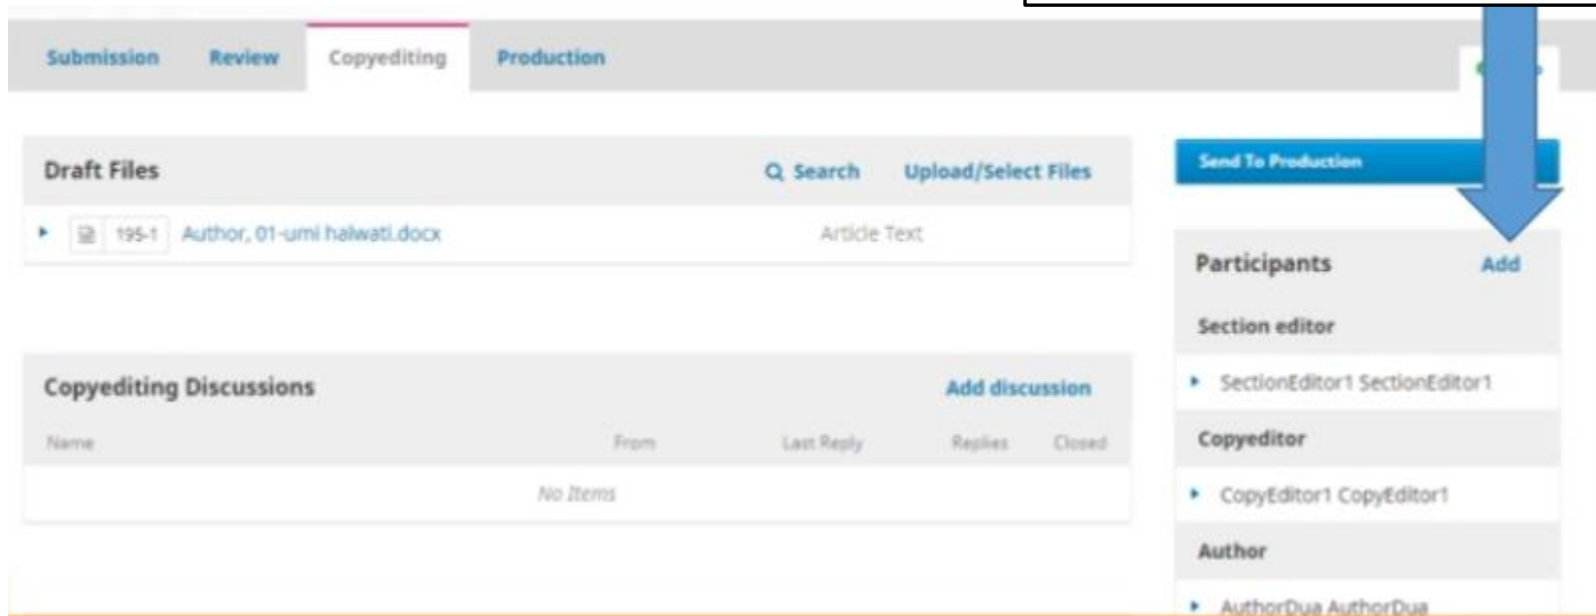 Submission Review Copyediting Production
Draft Files Search Upload/Select Files
195-1 Author, 01-umi halwati.docx Article Text
Copyediting Discussions Add discussion
Name From Last Reply Replies Closed
No Items
Send To Production
Participants Add
Section editor
SectionEditor1 SectionEditor1
Copyeditor
CopyEditor1 CopyEditor1
Author
AuthorDua AuthorDua